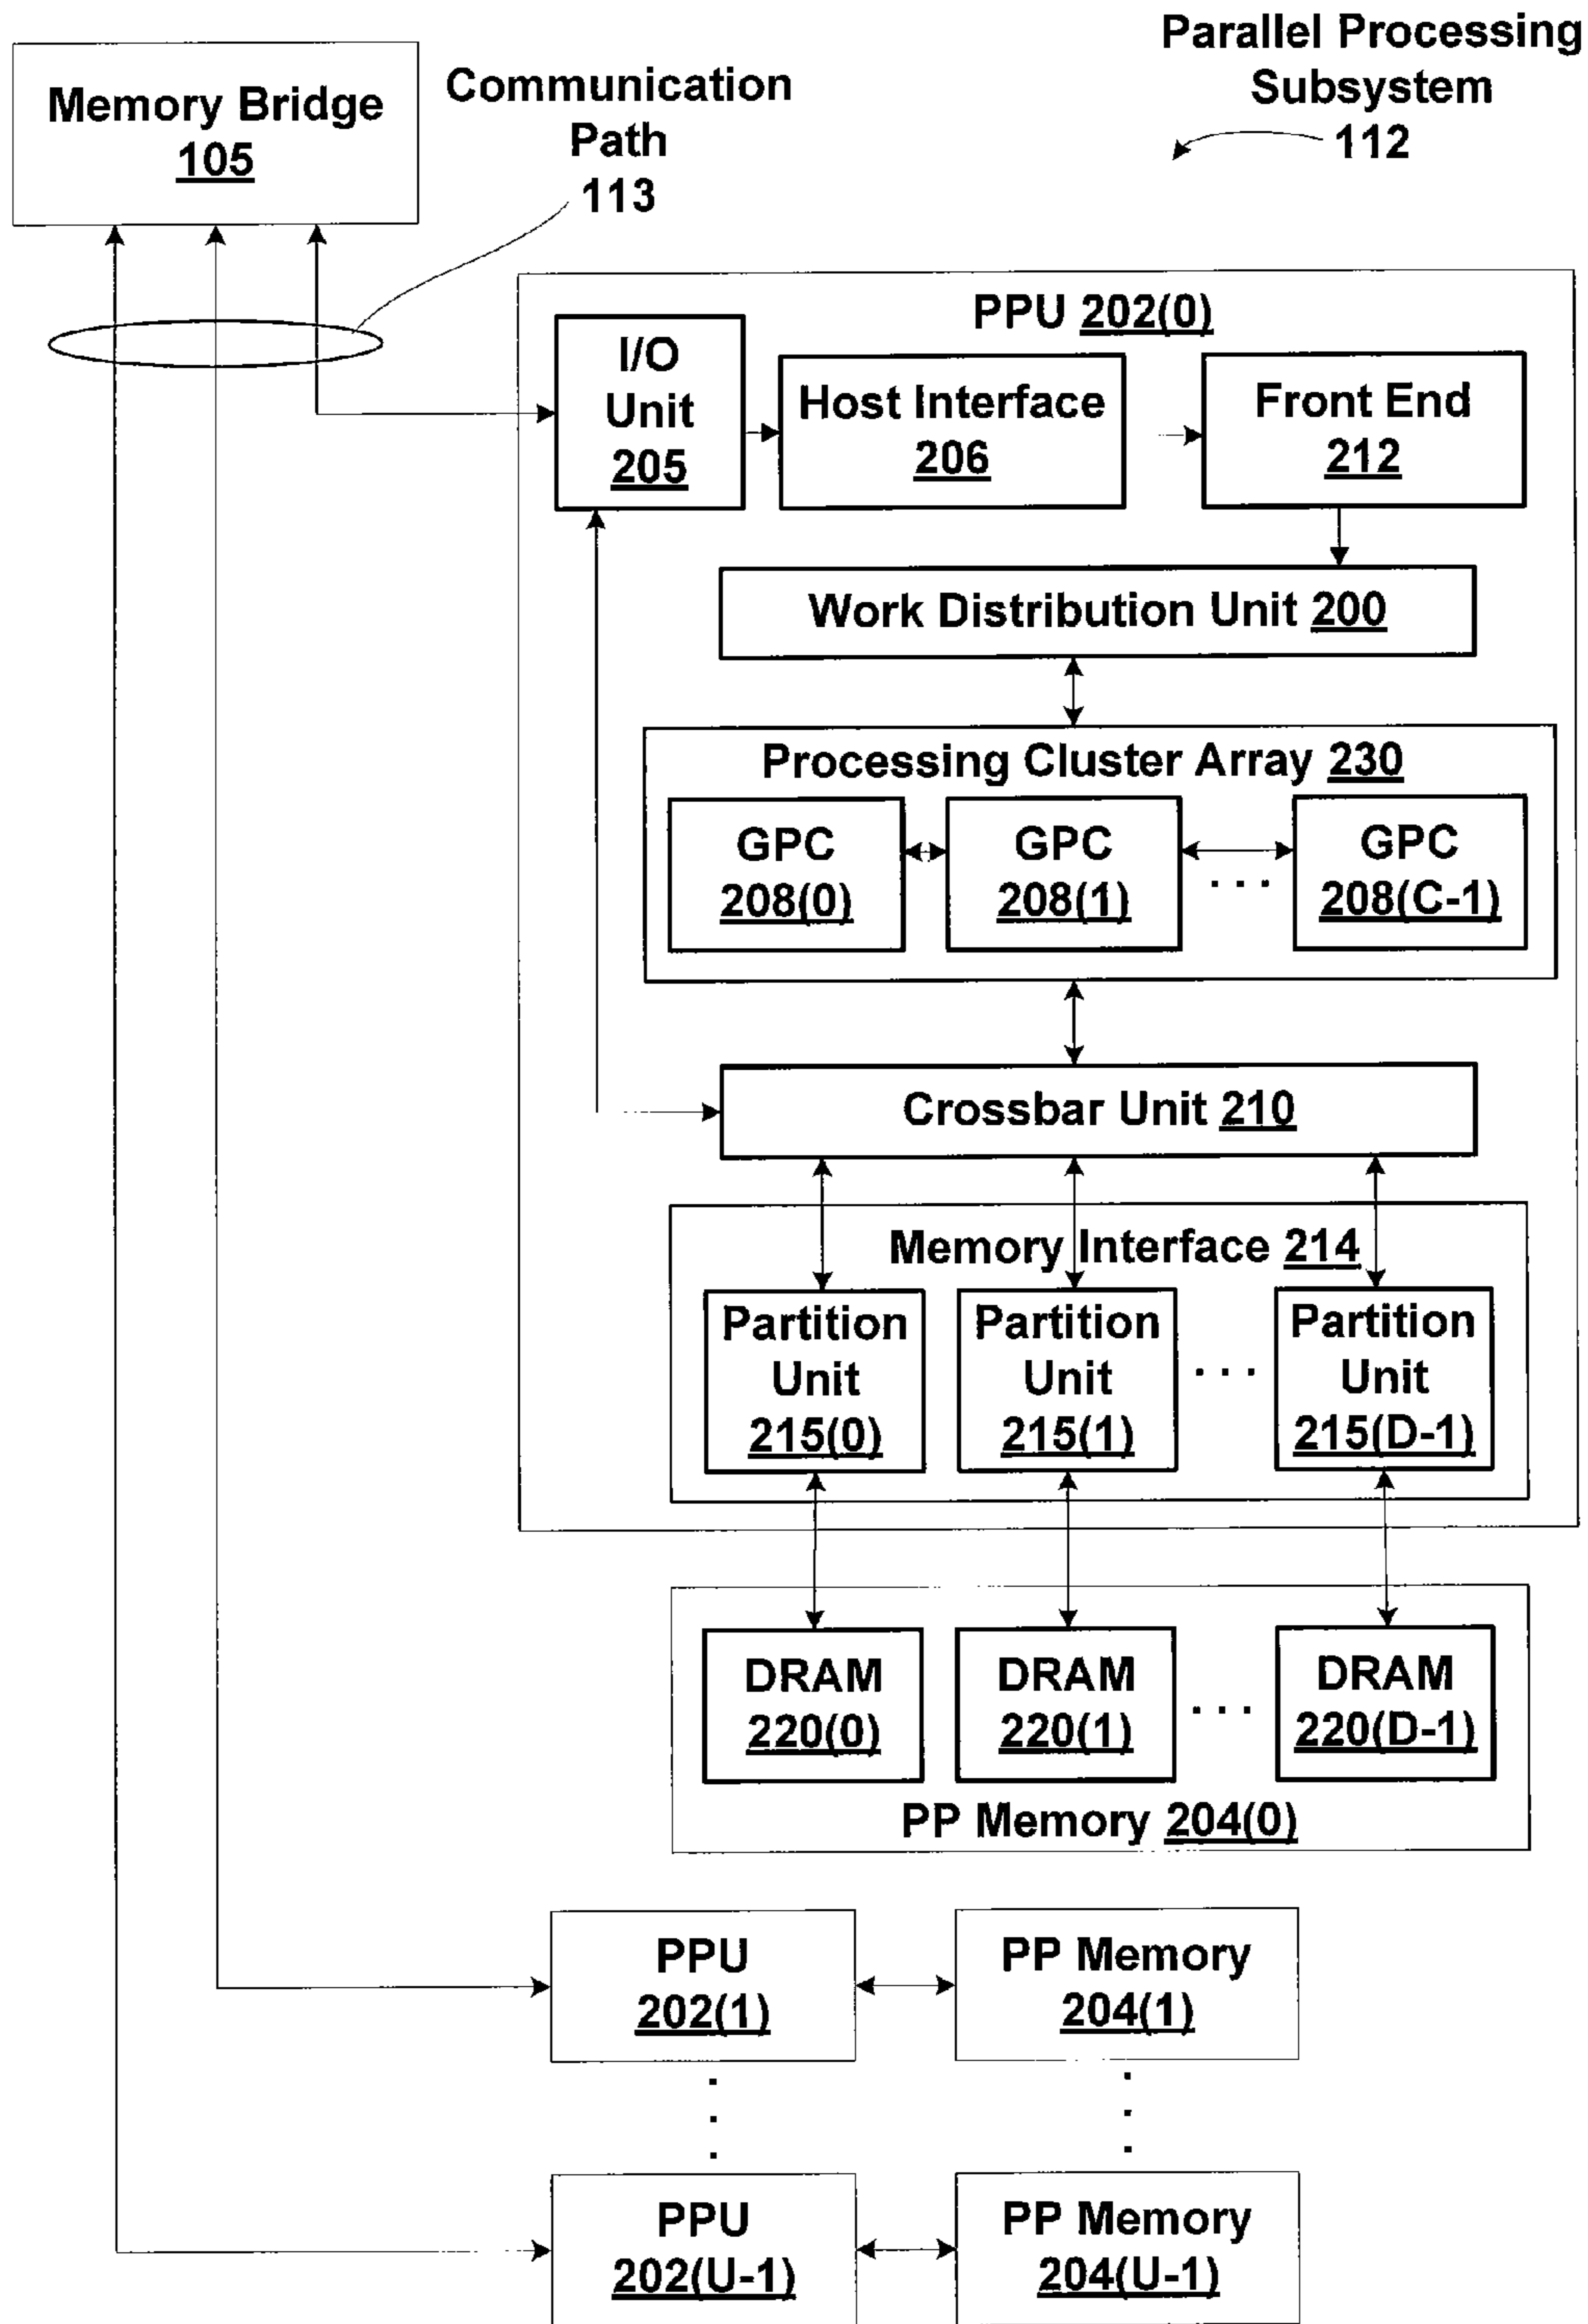 Parallel Processing
Subsystem
112
Memory Bridge
105
Communication
Path
113
PPU 202(0)
I/O
Unit
205
Host Interface
206
Front End
212
Work Distribution Unit 200
Processing Cluster Array 230
GPC
208(0)
GPC
208(1)
. . .
GPC
208(C-1)
Crossbar Unit 210
Memory Interface 214
Partition
Unit
215(0)
Partition
Unit
215(1)
. . .
Partition
Unit
215(D-1)
DRAM
220(0)
DRAM
220(1)
. . .
DRAM
220(D-1)
PP Memory 204(0)
PPU
202(1)
PP Memory
204(1)
PPU
202(U-1)
PP Memory
204(U-1)